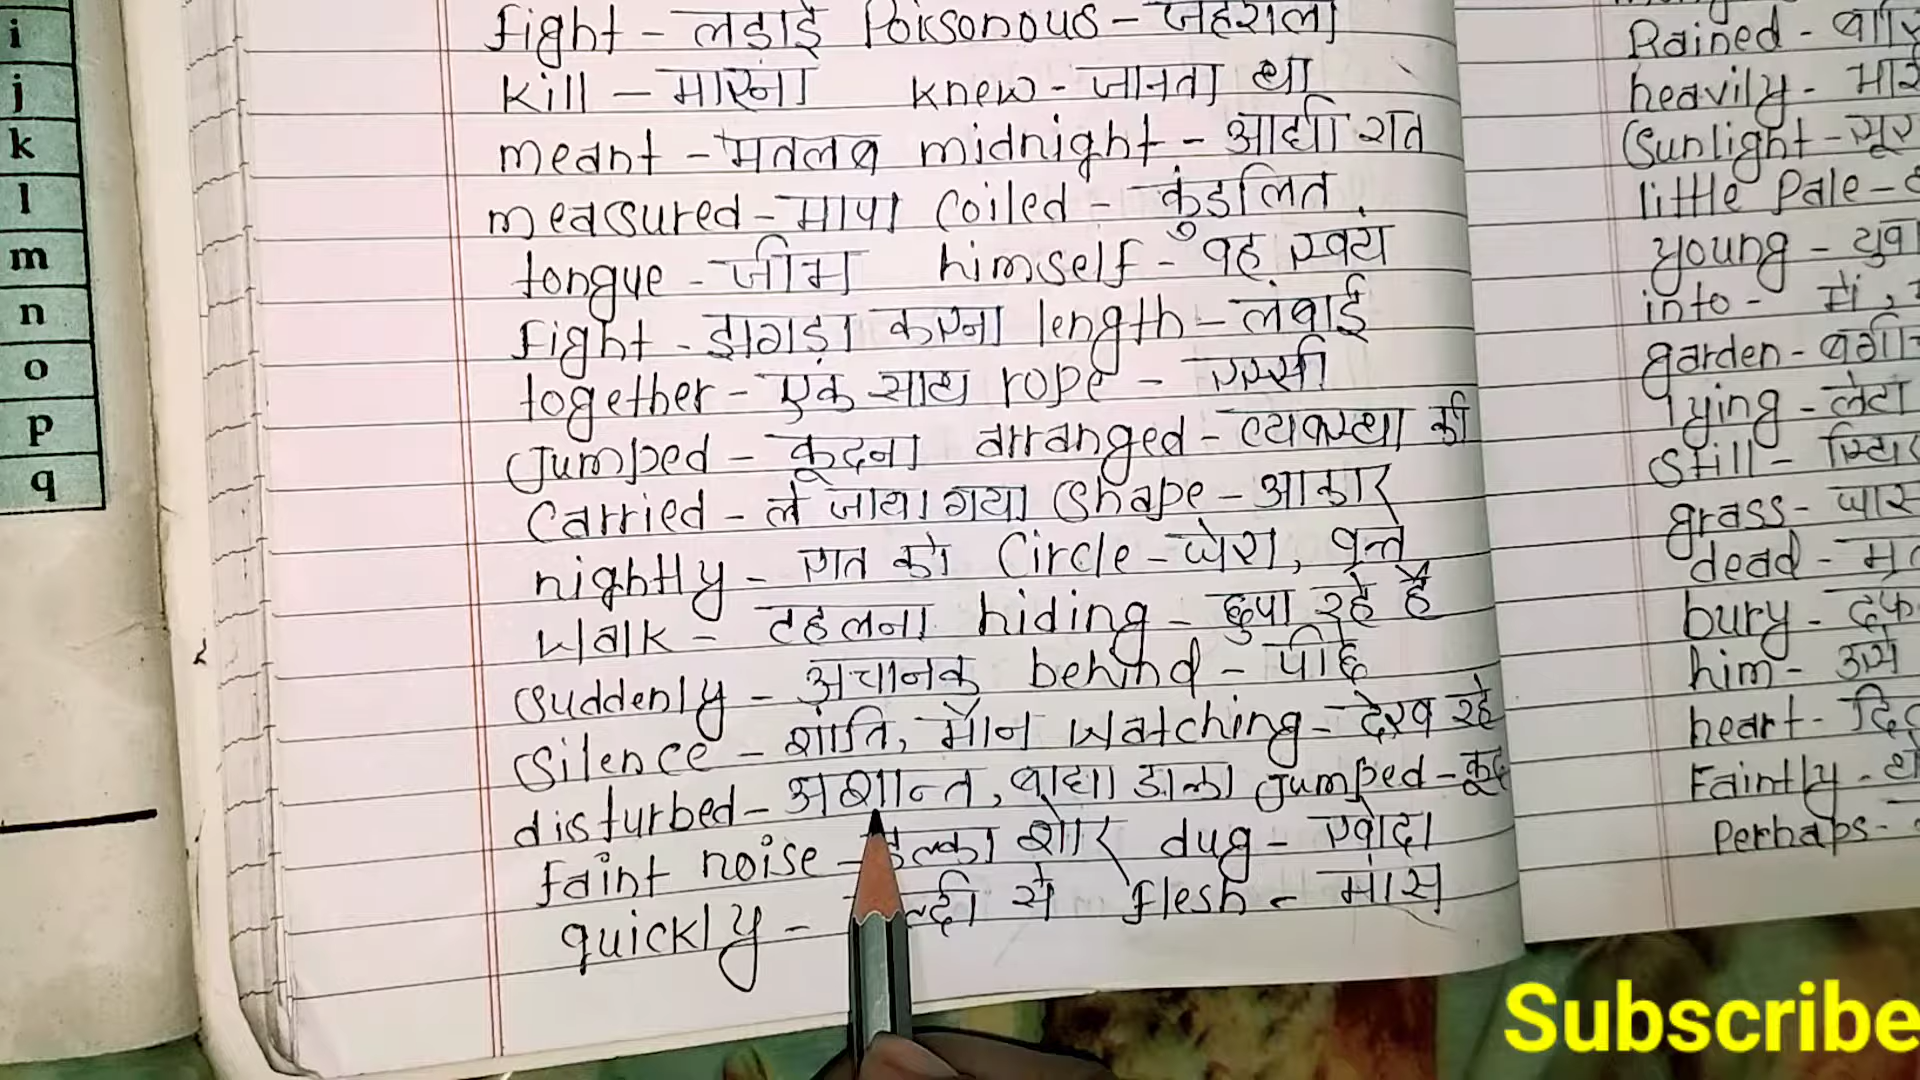 i
j
k
l
m
n
o
p
q
fight - लड़ाई Poisonous - जहरीला
kill - मारना knew - जानता था
meant - मतलब midnight - आधी रात
measured - मापा Coiled - कुंडलित
tongue - जीभ himself - वह स्वयं
fight - झगड़ा करना length - लंबाई
together - एक साथ rope - रस्सी
Jumped - कूदना arranged - व्यवस्था की
Carried - ले जाया गया Shape - आकार
nightly - रात को Circle - घेरा, वृत्त
Walk - टहलना hiding - छुपा रहे हैं
Suddenly - अचानक behind - पीछे
Silence - शांति, मौन Watching - देख रहे
disturbed - अशान्त, बाधा डाला Jumped - कूद
faint noise - हल्का शोर dug - खोदा
quickly - ल्दी से flesh - मांस
Rained -
heavily -
Sunlight -
little Pale -
young -
into - में,
garden -
lying - लेटा
Still -
grass -
dead -
bury -
him - उसे
heart -
Faintly -
Perhaps -
Subscribe